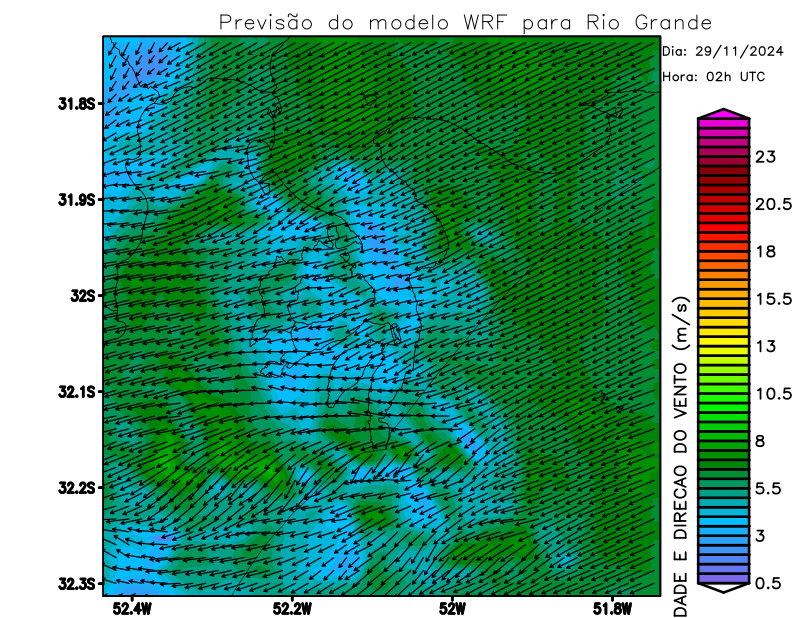 Previsão do modelo WRF para Rio Grande
Dia: 29/11/2024
Hora: 02h UTC
31.8S
31.9S
32S
32.1S
32.2S
32.3S
52.4W
52.2W
52W
51.8W
23
20.5
18
15.5
13
10.5
8
5.5
3
0.5
DADE E DIRECAO DO VENTO (m/s)